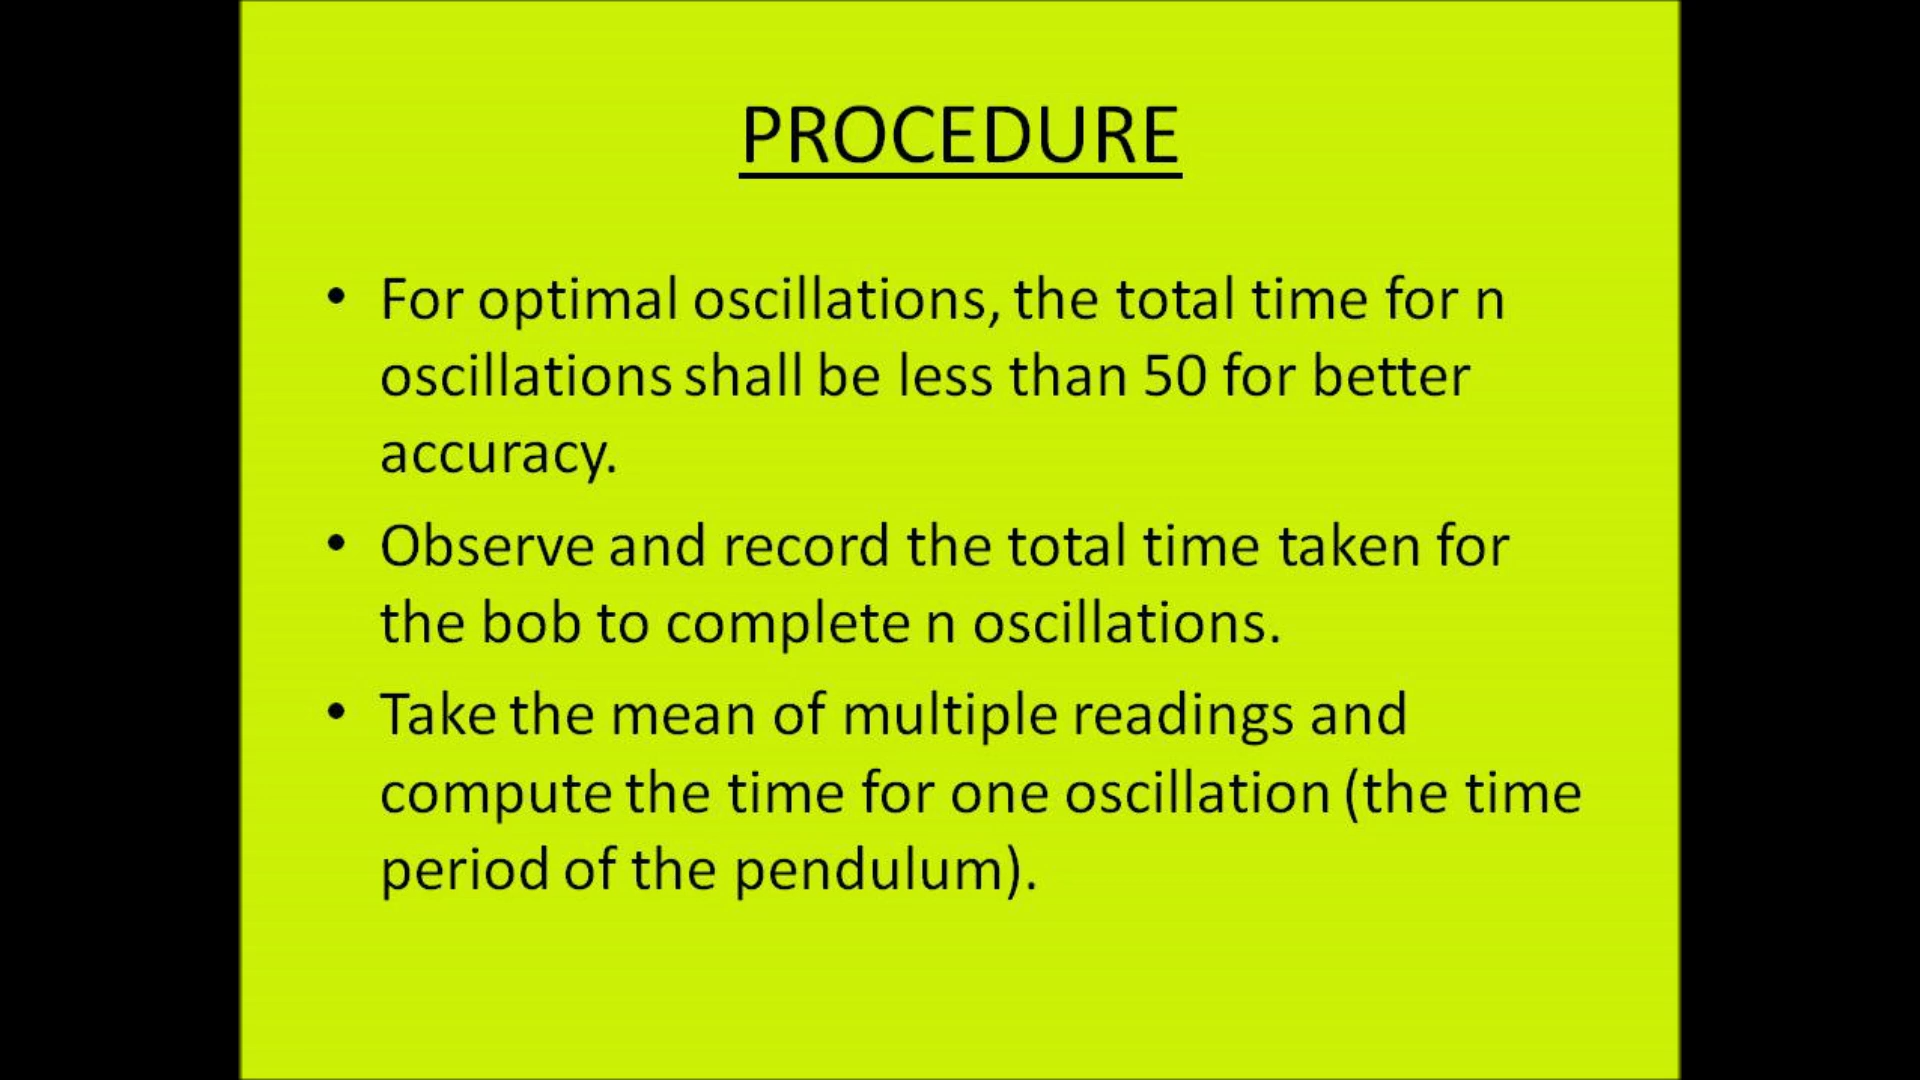 PROCEDURE
• For optimal oscillations, the total time for n
oscillations shall be less than 50 for better
accuracy.
• Observe and record the total time taken for
the bob to complete n oscillations.
• Take the mean of multiple readings and
compute the time for one oscillation (the time
period of the pendulum).